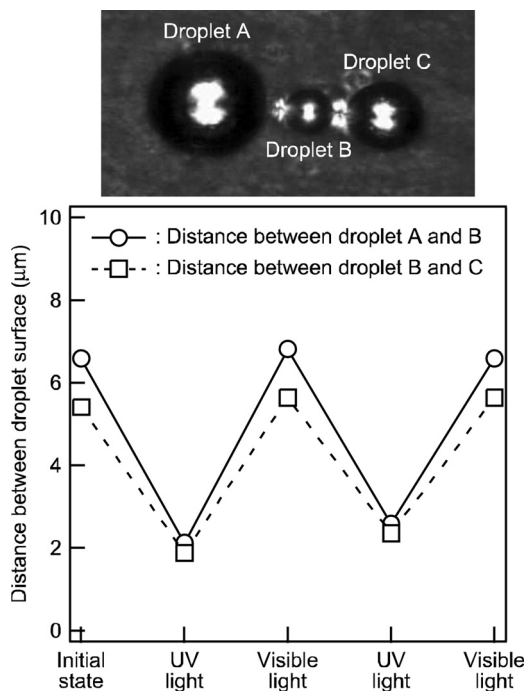 Droplet A
Droplet C
Droplet B
Distance between droplet surface (μm)
10
8
6
4
2
0
: Distance between droplet A and B
: Distance between droplet B and C
Initial state
UV light
Visible light
UV light
Visible light